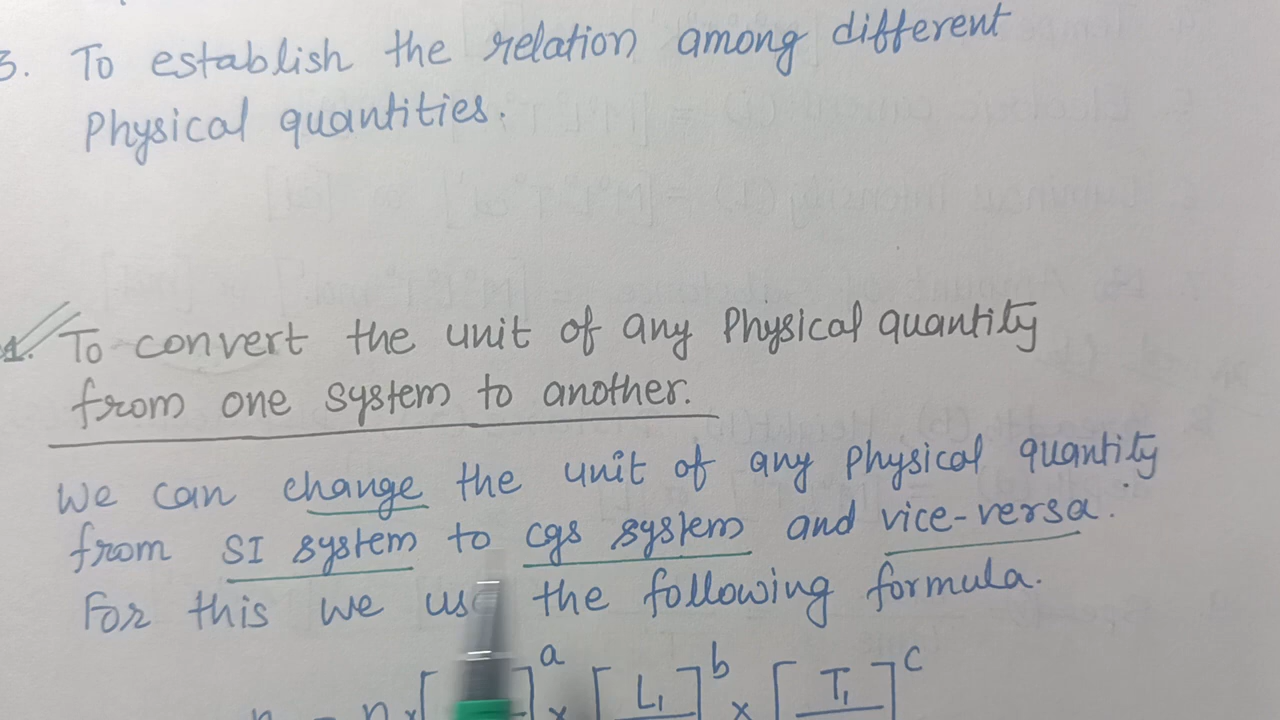 3. To establish the relation among different
Physical quantities.
1. To convert the unit of any Physical quantity
from one system to another.
We can change the unit of any physical quantity
from SI system to cgs system and vice-versa.
For this we use the following formula.
n × [ ]ᵃ × [L₁ ]ᵇ × [T₁ ]ᶜ